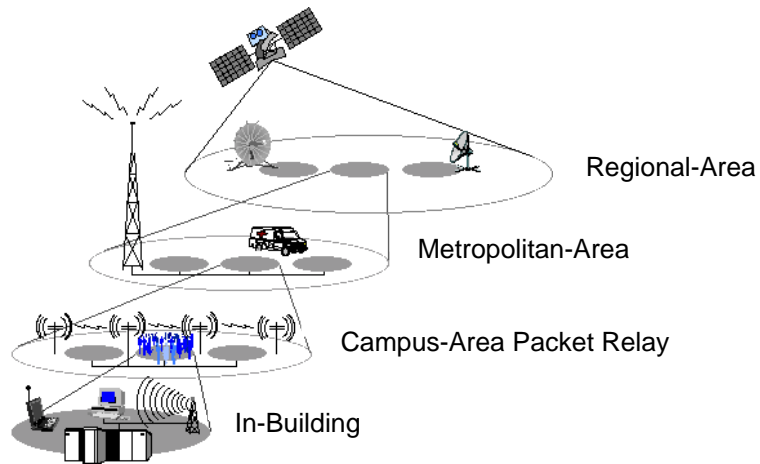 Regional-Area
Metropolitan-Area
Campus-Area Packet Relay
In-Building